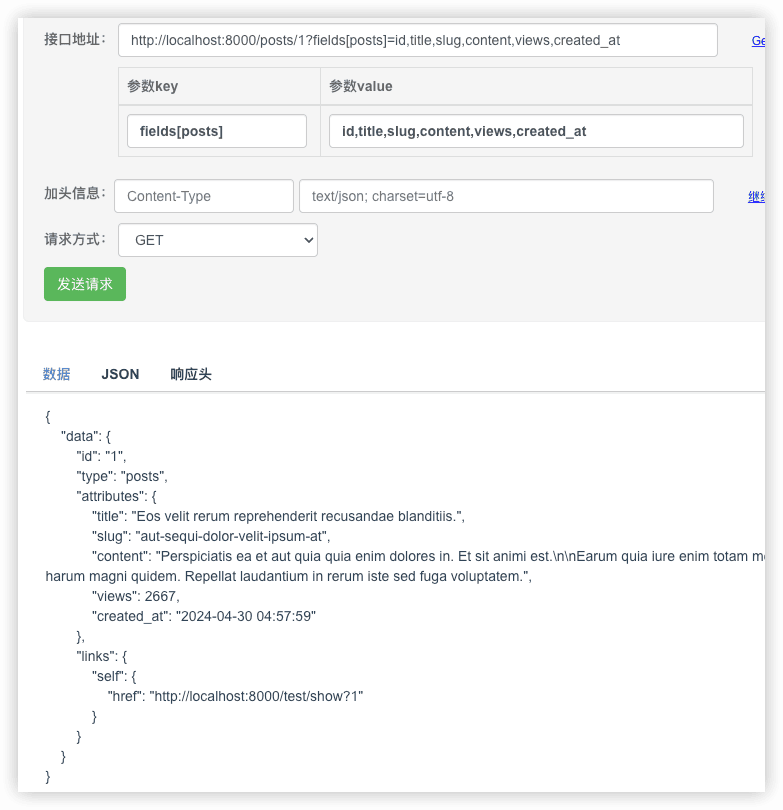 接口地址： http://localhost:8000/posts/1?fields[posts]=id,title,slug,content,views,created_at
参数key 参数value
fields[posts] id,title,slug,content,views,created_at
加头信息： Content-Type text/json; charset=utf-8
请求方式： GET
发送请求
数据 JSON 响应头
{
"data": {
"id": "1",
"type": "posts",
"attributes": {
"title": "Eos velit rerum reprehenderit recusandae blanditiis.",
"slug": "aut-sequi-dolor-velit-ipsum-at",
"content": "Perspiciatis ea et aut quia quia enim dolores in. Et sit animi est.\n\nEarum quia iure enim totam
harum magni quidem. Repellat laudantium in rerum iste sed fuga voluptatem.",
"views": 2667,
"created_at": "2024-04-30 04:57:59"
},
"links": {
"self": {
"href": "http://localhost:8000/test/show?1"
}
}
}
}